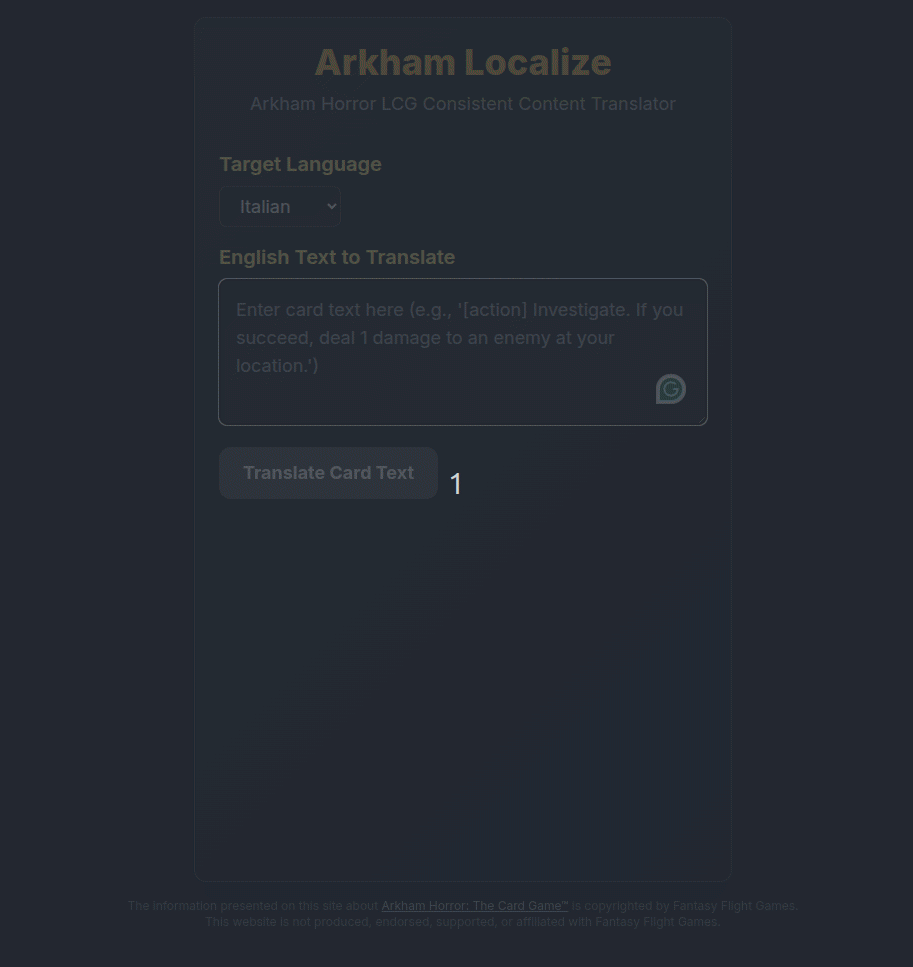 Arkham Localize
Arkham Horror LCG Consistent Content Translator
Target Language
Italian
English Text to Translate
Enter card text here (e.g., '[action] Investigate. If you
succeed, deal 1 damage to an enemy at your
location.')
Translate Card Text
1
The information presented on this site about Arkham Horror: The Card Game™ is copyrighted by Fantasy Flight Games.
This website is not produced, endorsed, supported, or affiliated with Fantasy Flight Games.